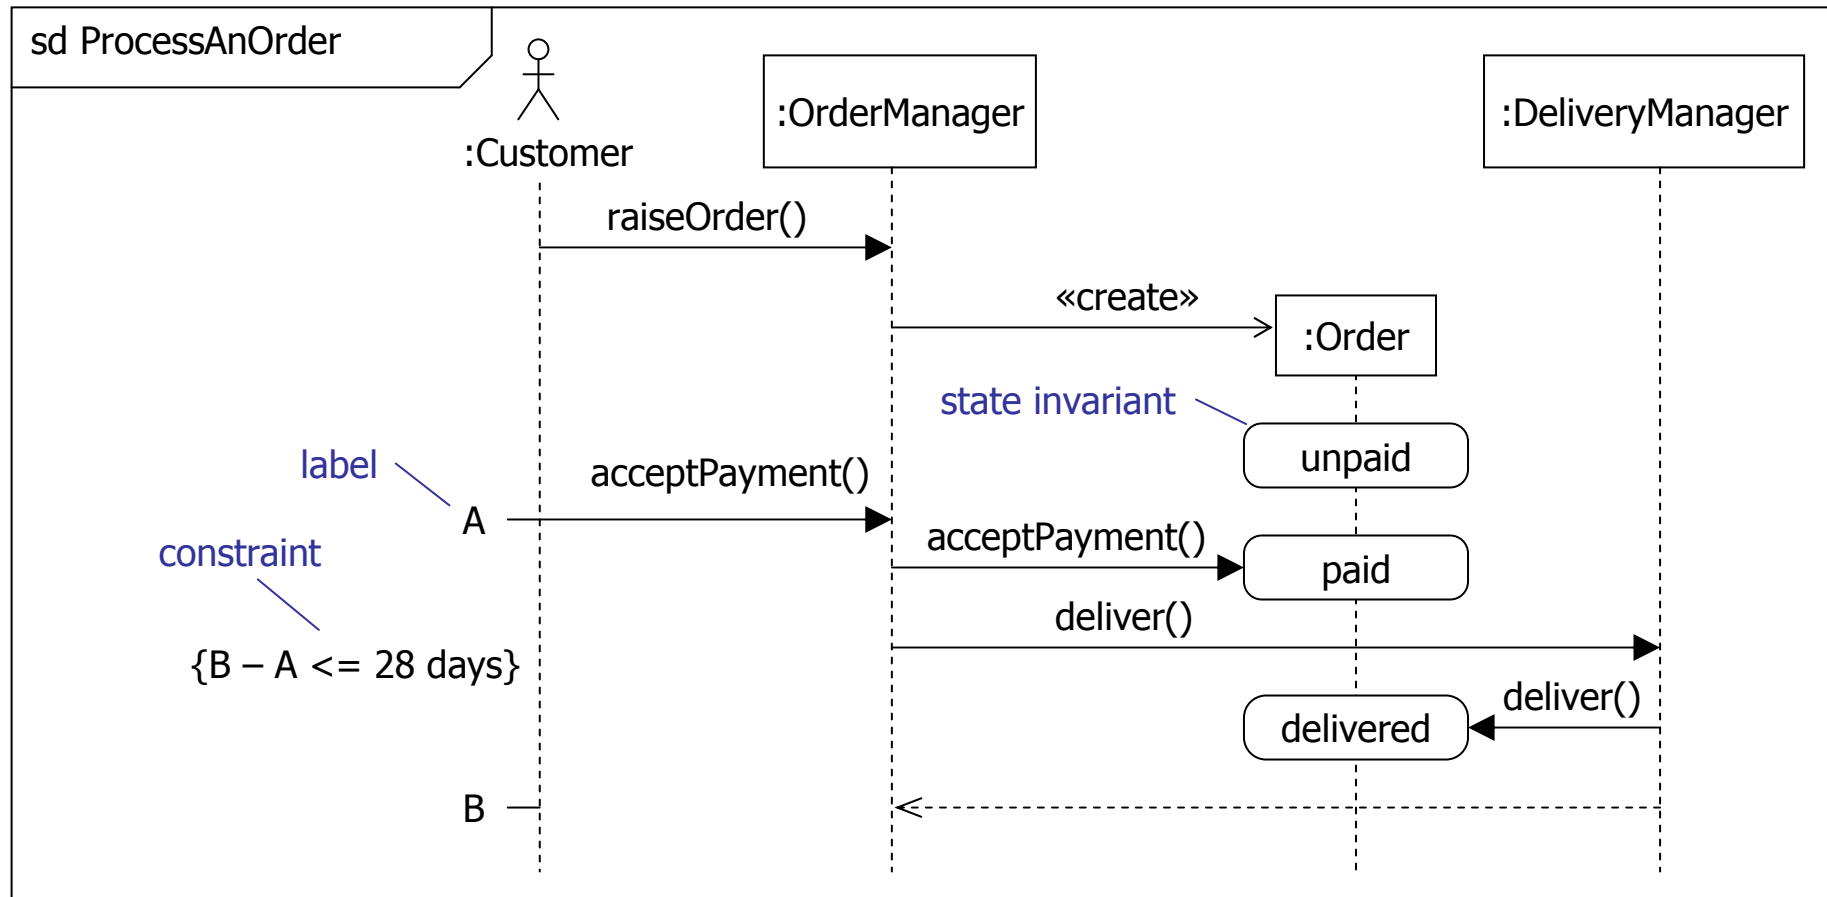 sd ProcessAnOrder
:Customer
:OrderManager
:DeliveryManager
raiseOrder()
«create»
:Order
state invariant
unpaid
label
acceptPayment()
A
constraint
acceptPayment()
paid
deliver()
{B – A <= 28 days}
deliver()
delivered
B